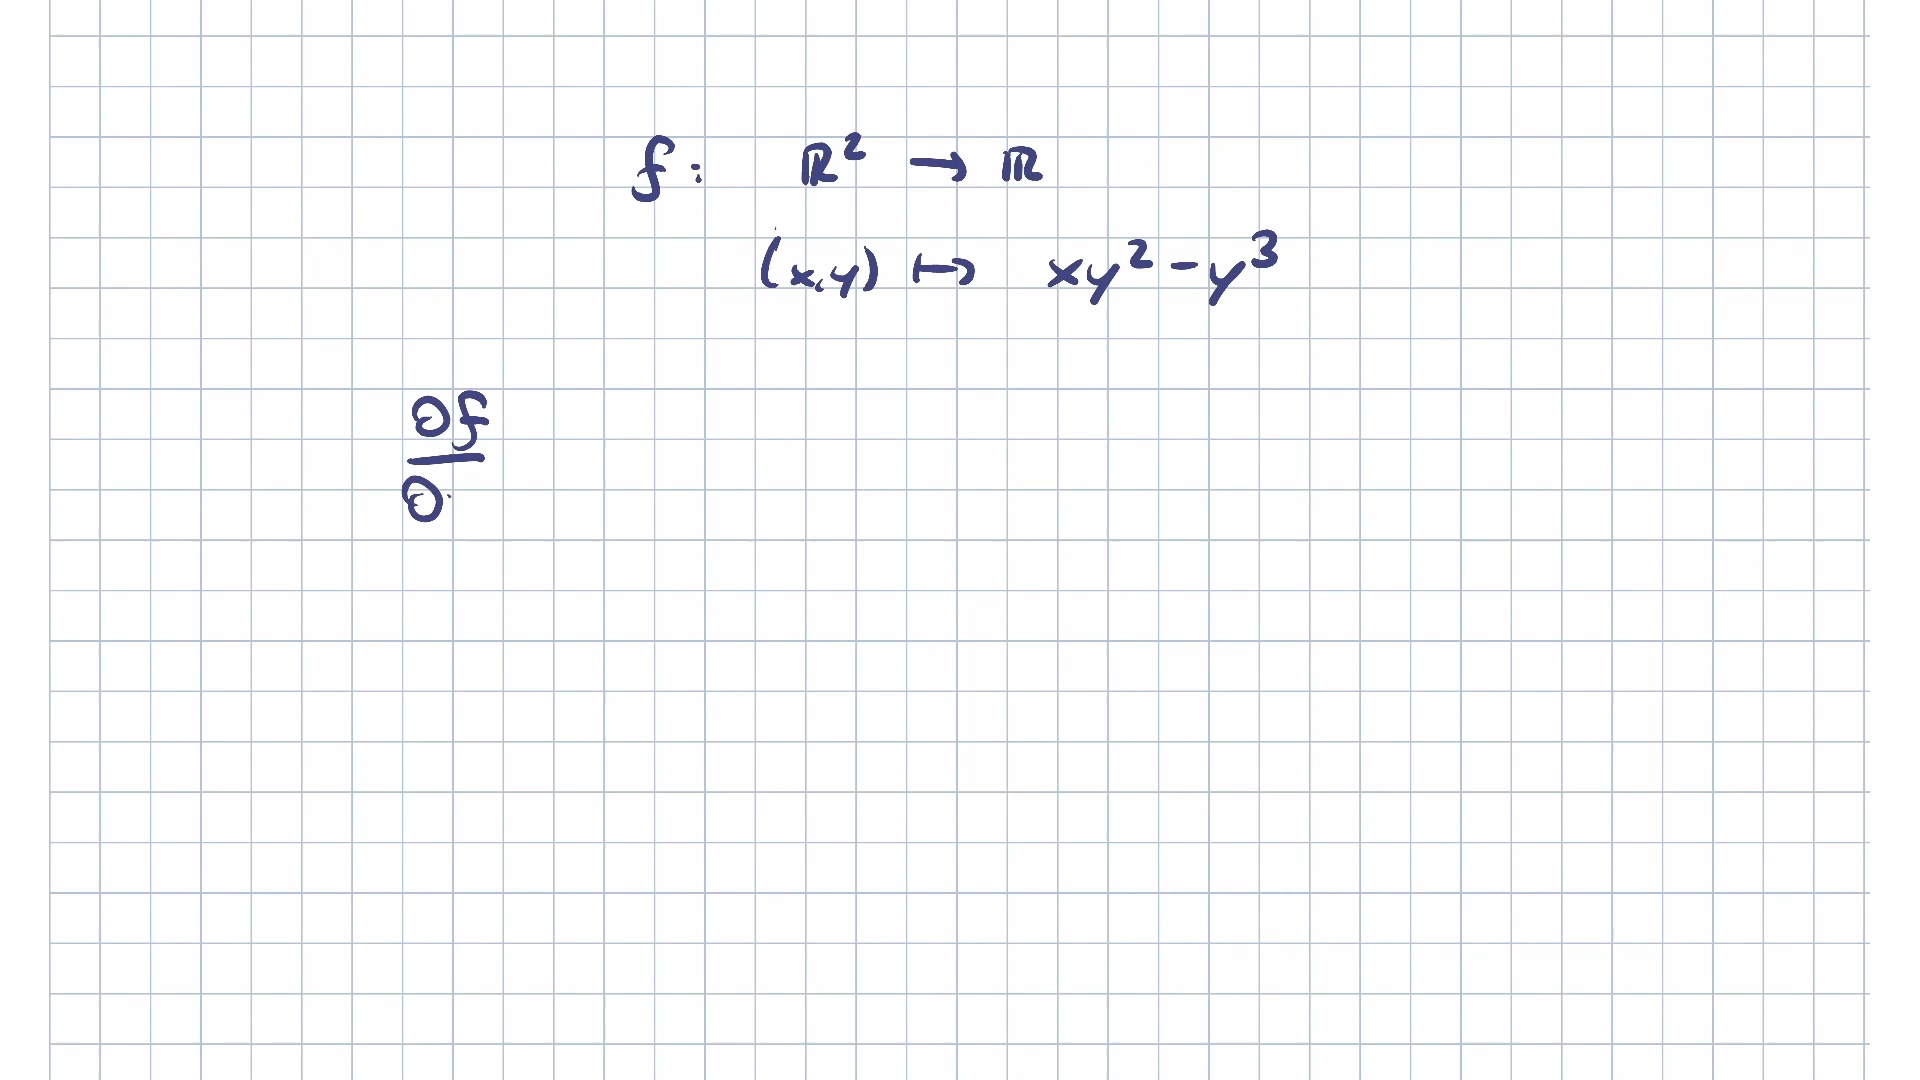 f: ℝ² → ℝ
(x,y) ↦ xy² - y³
∂f
∂